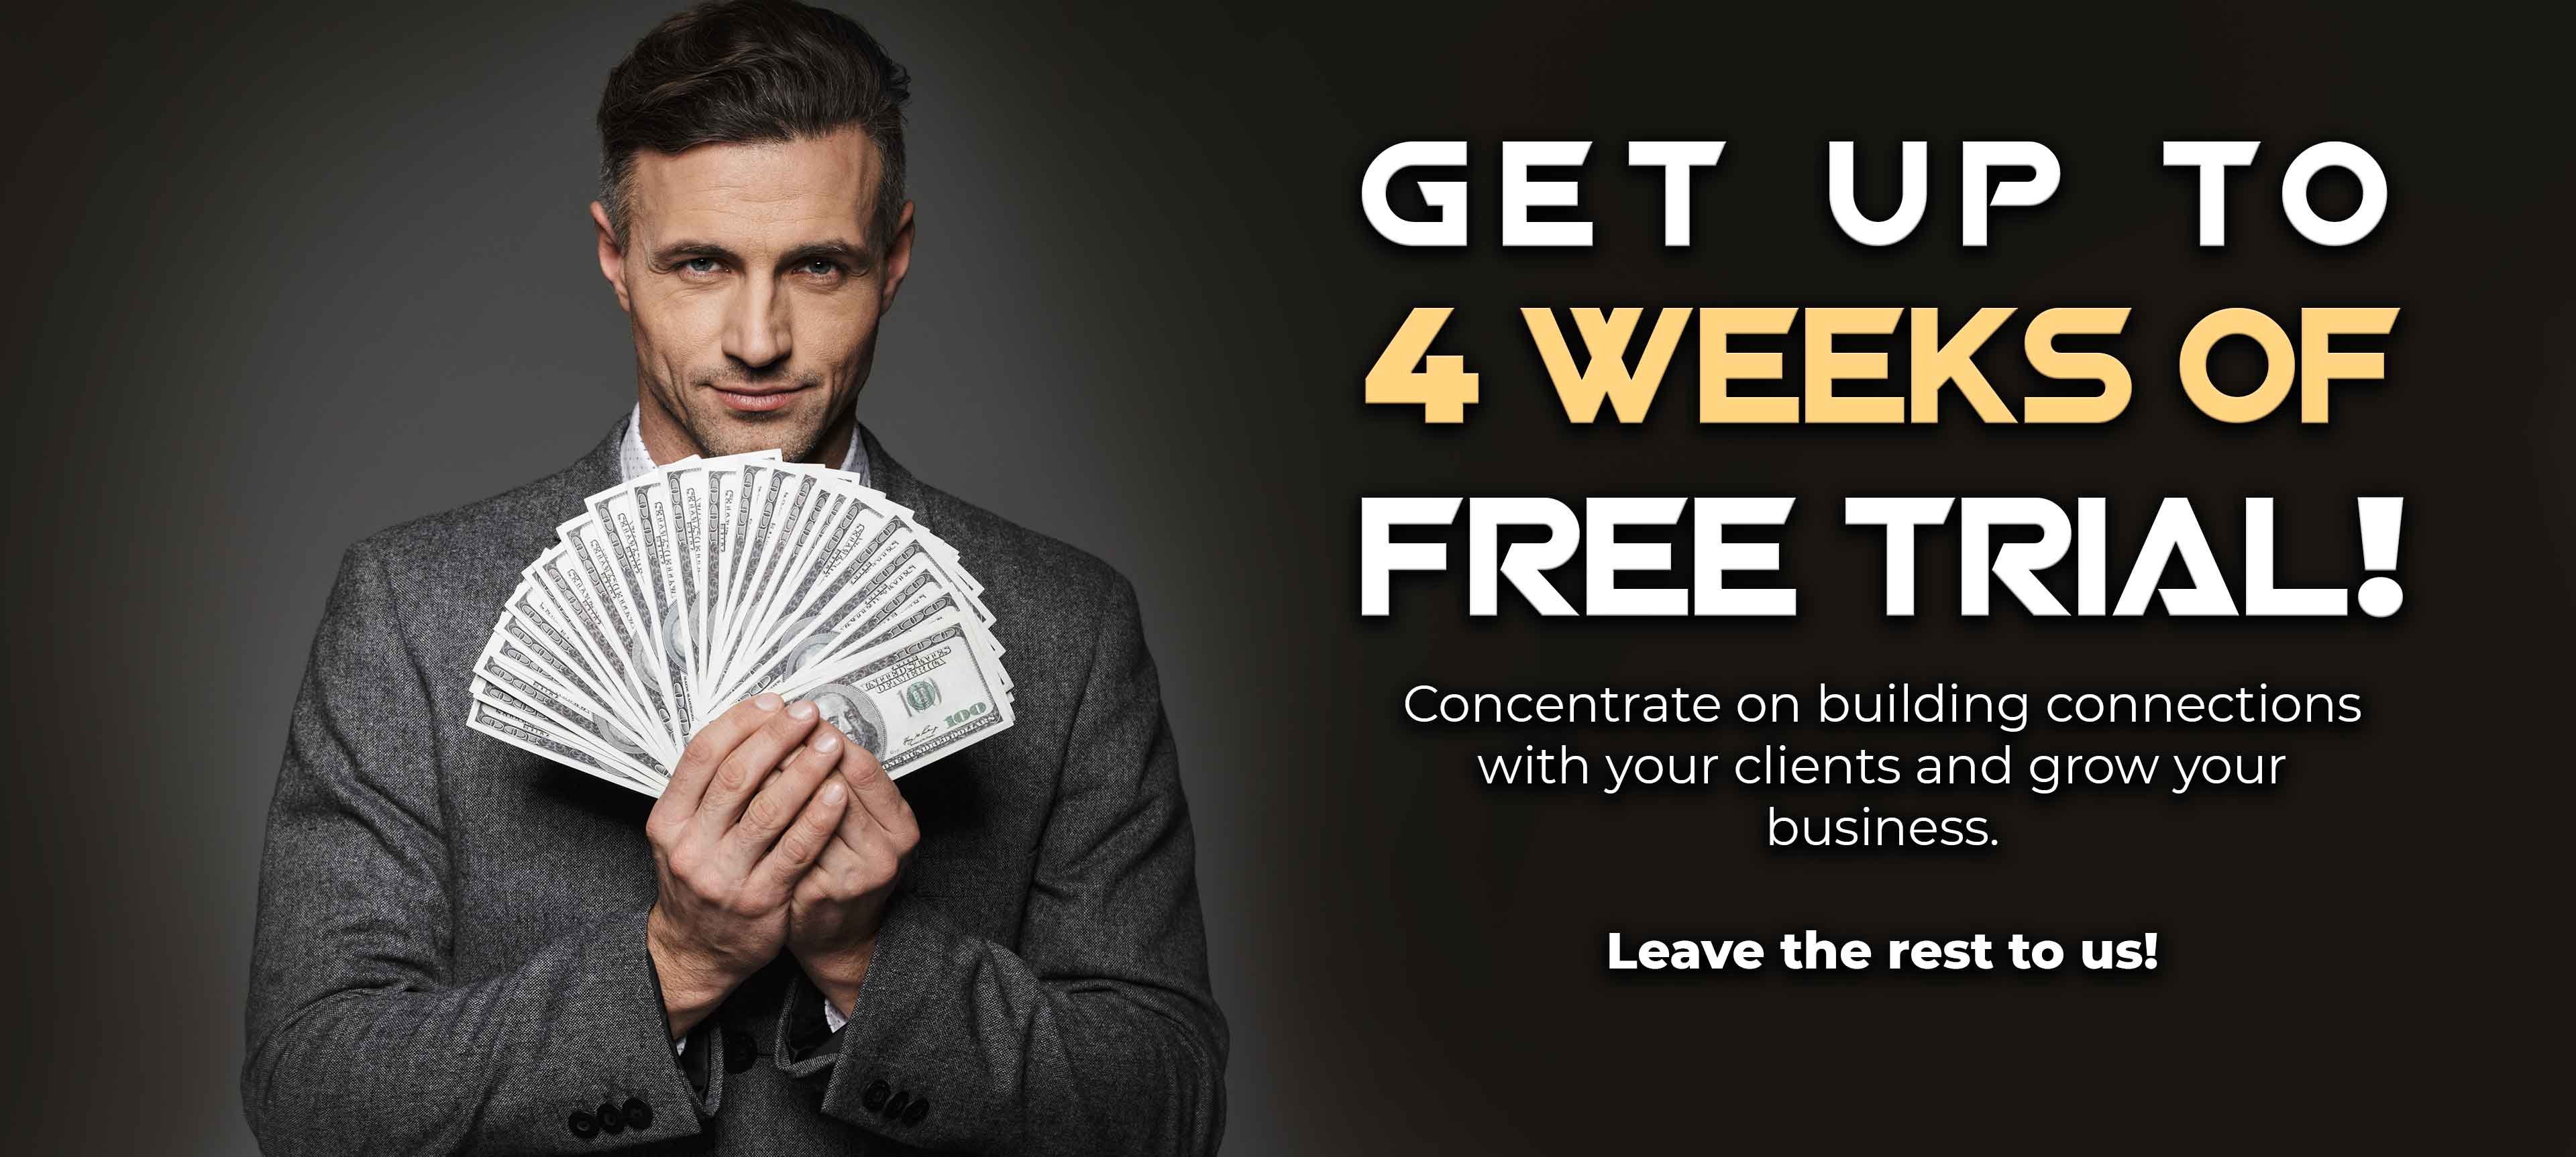 GET UP TO
4 WEEKS OF
FREE TRIAL!
Concentrate on building connections
with your clients and grow your
business.
Leave the rest to us!
100